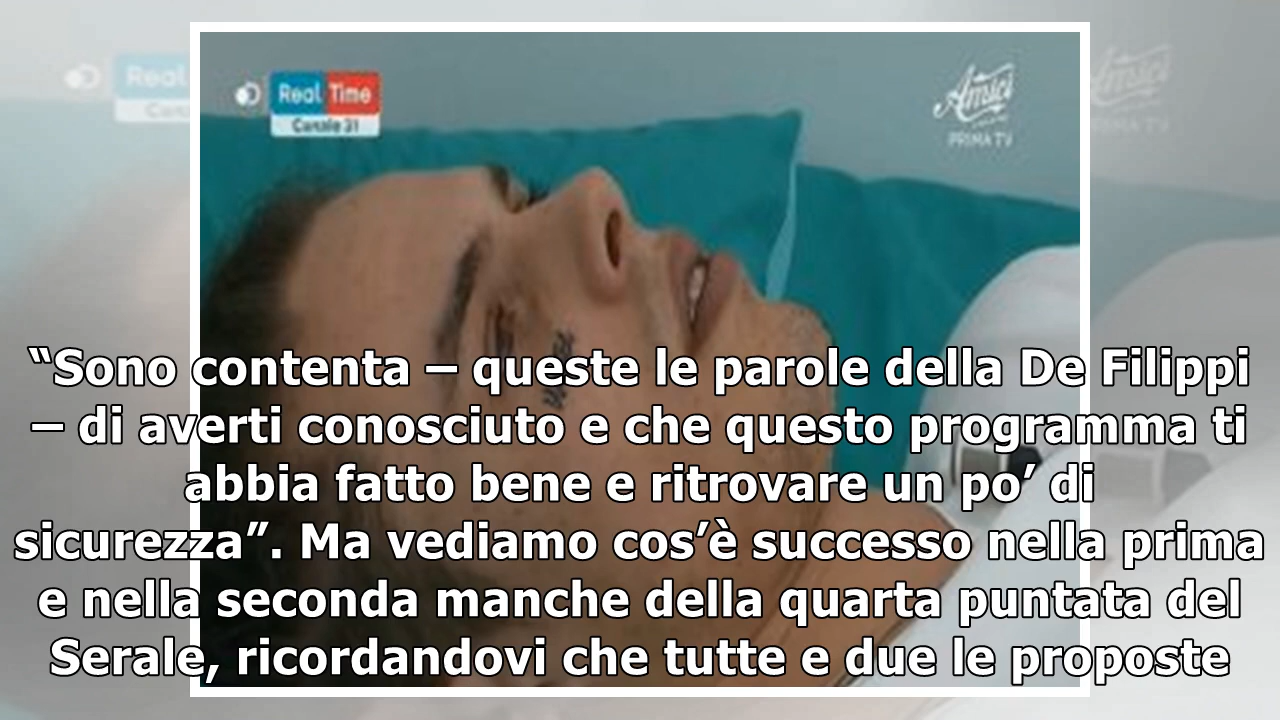 Real Time
Canale 31
Amici
PRIMA TV
“Sono contenta – queste le parole della De Filippi
– di averti conosciuto e che questo programma ti
abbia fatto bene e ritrovare un po’ di
sicurezza”. Ma vediamo cos’è successo nella prima
e nella seconda manche della quarta puntata del
Serale, ricordandovi che tutte e due le proposte